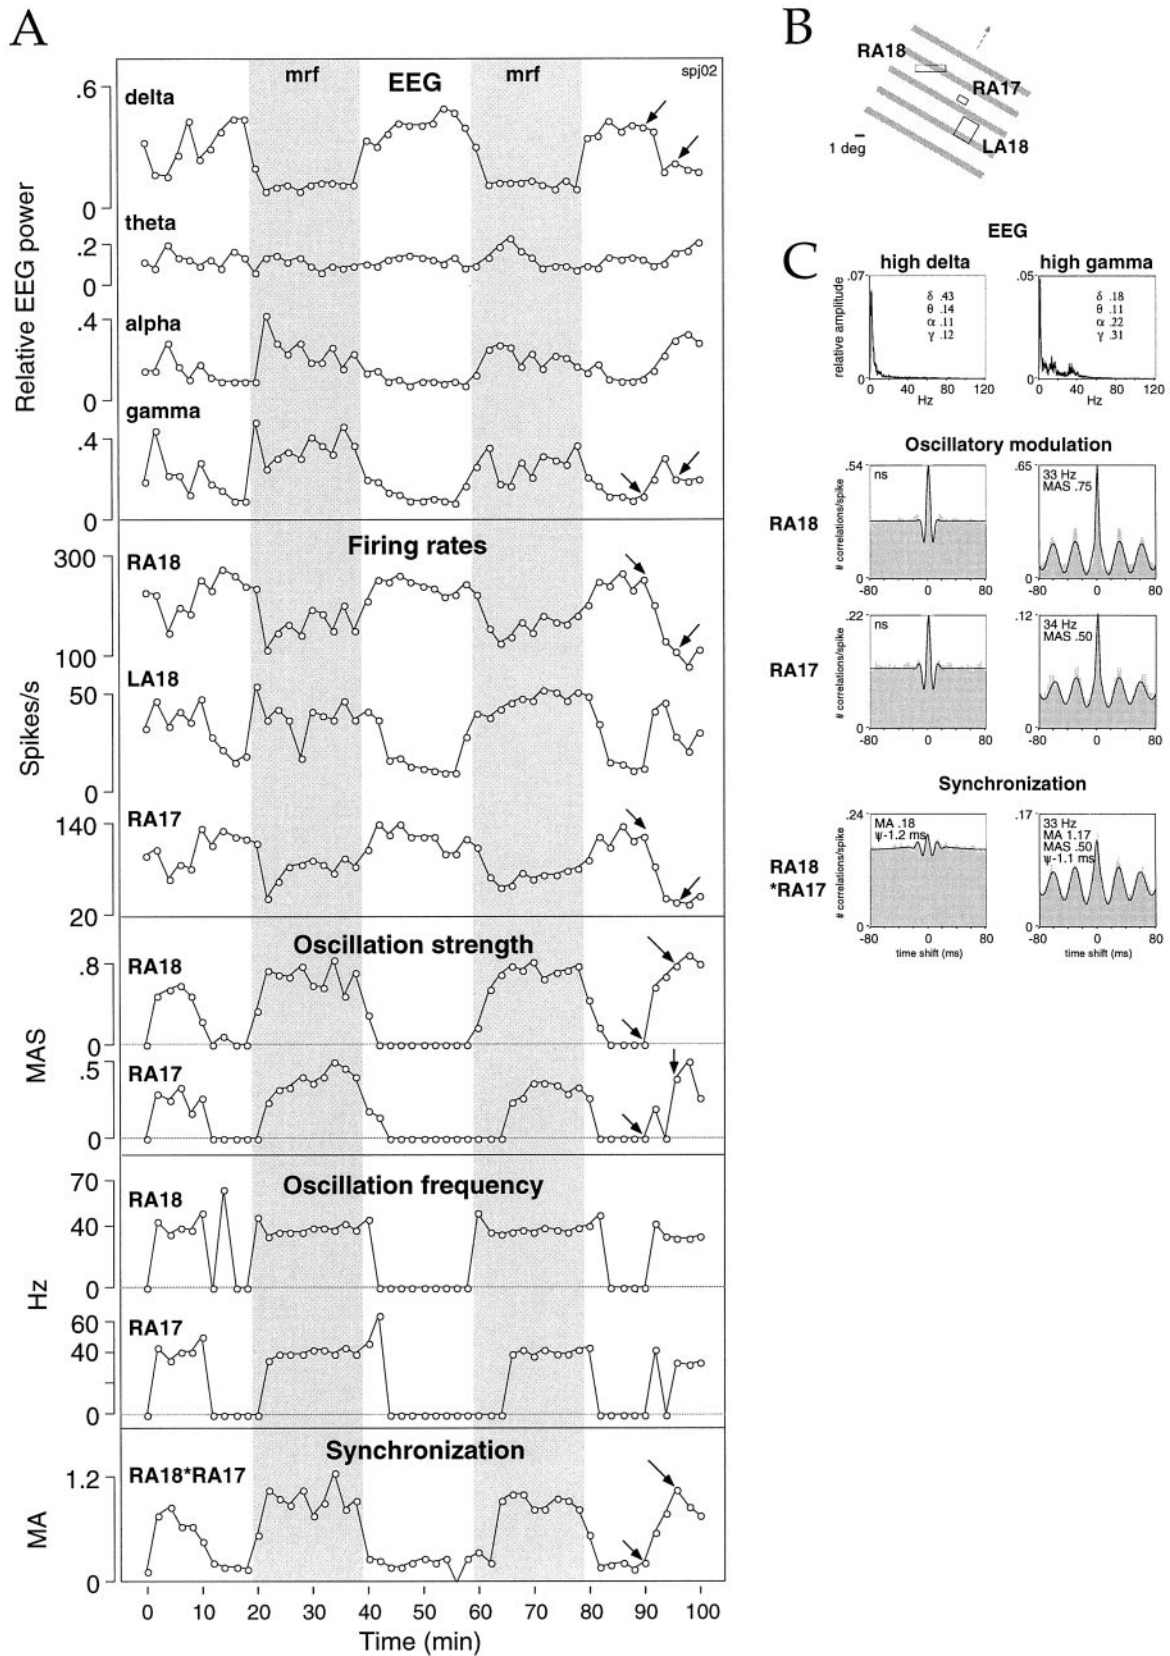 A
mrf
EEG
mrf
spj02
Relative EEG power
delta
.6
0
theta
.2
0
alpha
.4
0
gamma
.4
0
Firing rates
Spikes/s
RA18
300
100
LA18
50
0
RA17
140
20
Oscillation strength
MAS
RA18
.8
0
RA17
.5
0
Oscillation frequency
Hz
RA18
70
40
0
RA17
60
40
0
Synchronization
MA
RA18*RA17
1.2
0
0 10 20 30 40 50 60 70 80 90 100
Time (min)
B
RA18
RA17
LA18
1 deg
C
EEG
high delta
high gamma
relative amplitude
.07
0
δ .43
θ .14
α .11
γ .12
0 40 80 120
Hz
.05
0
δ .18
θ .11
α .22
γ .31
0 40 80 120
Hz
Oscillatory modulation
RA18
# correlations/spike
.54
0
ns
-80 0 80
.65
0
33 Hz
MAS .75
-80 0 80
RA17
# correlations/spike
.22
0
ns
-80 0 80
.12
0
34 Hz
MAS .50
-80 0 80
Synchronization
RA18
*RA17
# correlations/spike
.24
0
MA .18
ψ-1.2 ms
-80 0 80
time shift (ms)
.17
0
33 Hz
MA 1.17
MAS .50
ψ-1.1 ms
-80 0 80
time shift (ms)